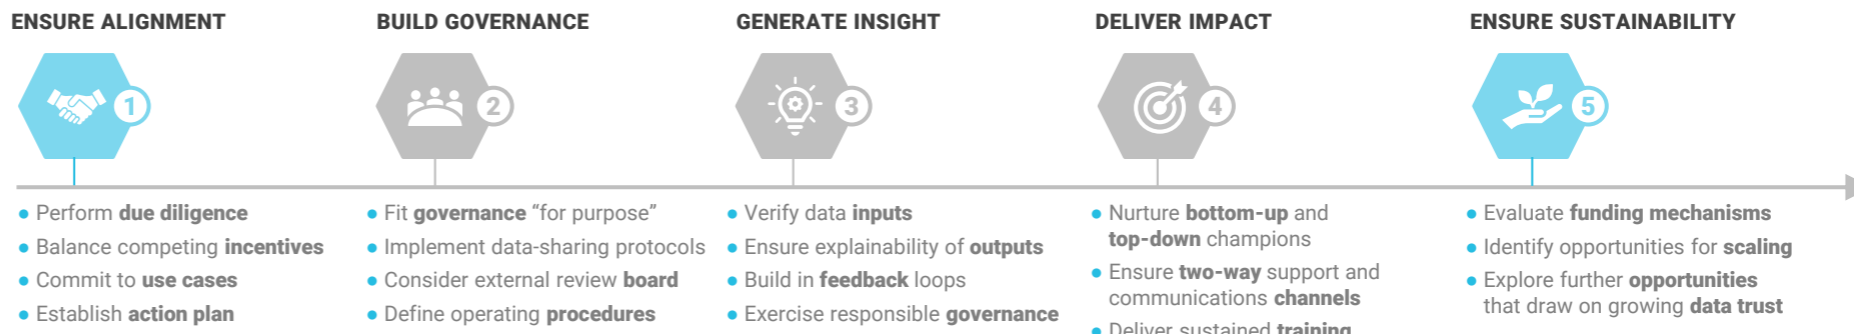 ENSURE ALIGNMENT
1
• Perform due diligence
• Balance competing incentives
• Commit to use cases
• Establish action plan
BUILD GOVERNANCE
2
• Fit governance “for purpose”
• Implement data-sharing protocols
• Consider external review board
• Define operating procedures
GENERATE INSIGHT
3
• Verify data inputs
• Ensure explainability of outputs
• Build in feedback loops
• Exercise responsible governance
DELIVER IMPACT
4
• Nurture bottom-up and
top-down champions
• Ensure two-way support and
communications channels
• Deliver sustained training
ENSURE SUSTAINABILITY
5
• Evaluate funding mechanisms
• Identify opportunities for scaling
• Explore further opportunities
that draw on growing data trust